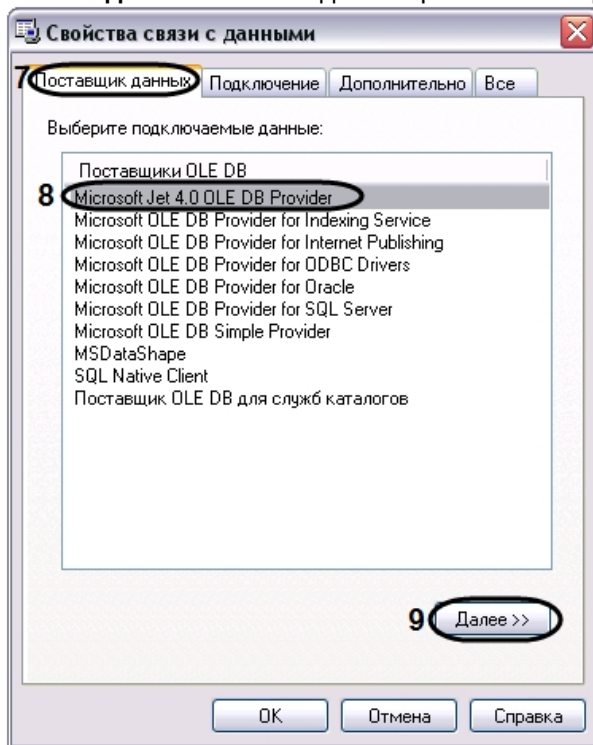 Свойства связи с данными
7 Поставщик данных Подключение Дополнительно Все
Выберите подключаемые данные:
Поставщики OLE DB
8 Microsoft Jet 4.0 OLE DB Provider
Microsoft OLE DB Provider for Indexing Service
Microsoft OLE DB Provider for Internet Publishing
Microsoft OLE DB Provider for ODBC Drivers
Microsoft OLE DB Provider for Oracle
Microsoft OLE DB Provider for SQL Server
Microsoft OLE DB Simple Provider
MSDataShape
SQL Native Client
Поставщик OLE DB для служб каталогов
9 Далее >>
OK Отмена Справка